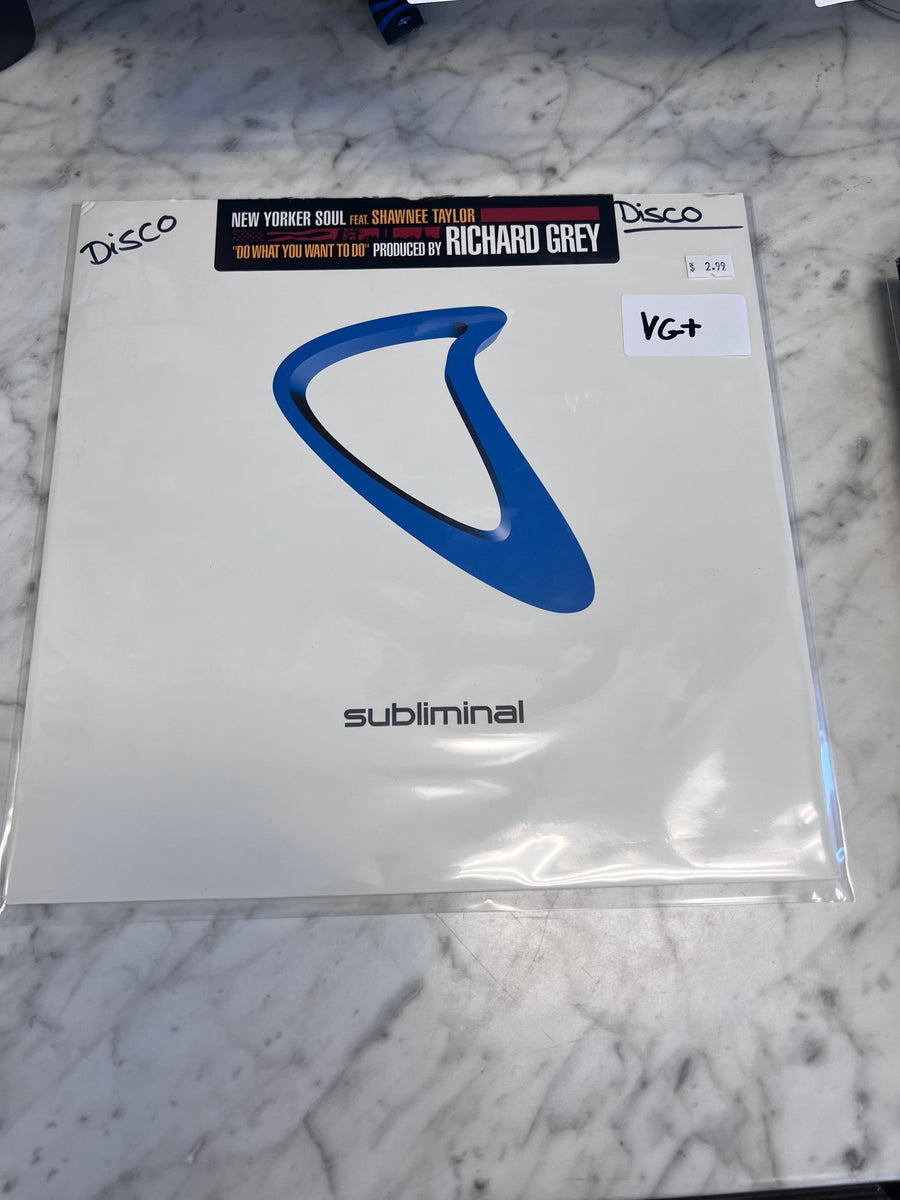 DISCO
NEW YORKER SOUL FEAT. SHAWNEE TAYLOR
"DO WHAT YOU WANT TO DO" PRODUCED BY RICHARD GREY
DISCO
$ 2.99
VG+
subliminal